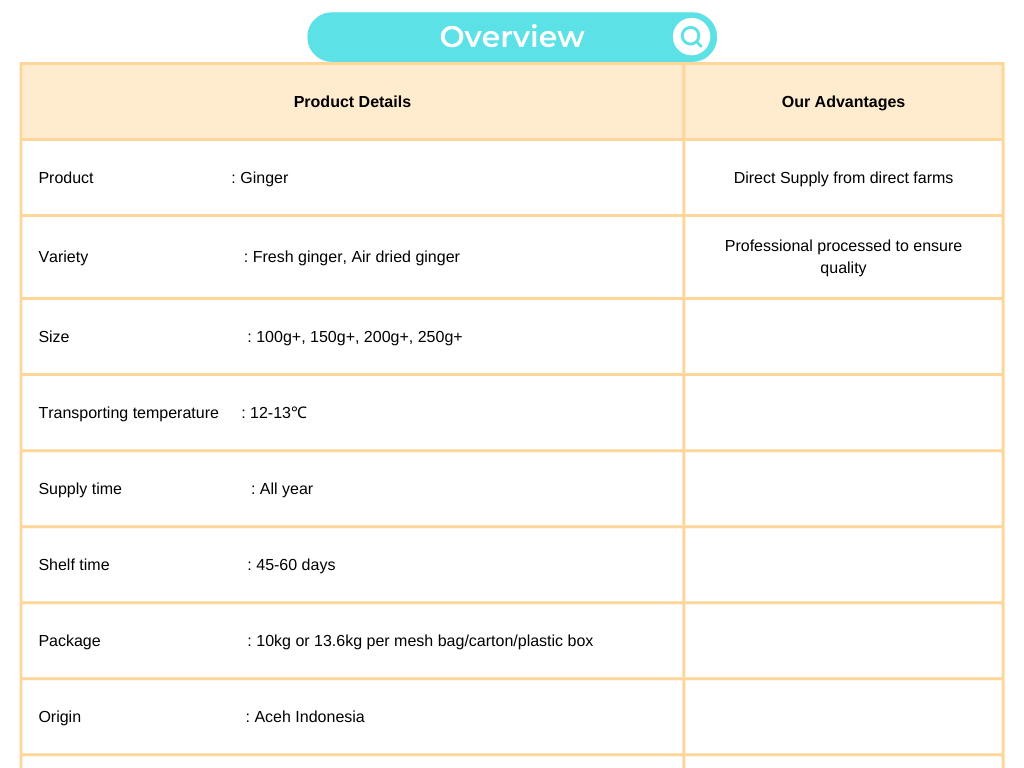 Overview
Product Details
Our Advantages
Product : Ginger
Direct Supply from direct farms
Variety : Fresh ginger, Air dried ginger
Professional processed to ensure
quality
Size : 100g+, 150g+, 200g+, 250g+
Transporting temperature : 12-13℃
Supply time : All year
Shelf time : 45-60 days
Package : 10kg or 13.6kg per mesh bag/carton/plastic box
Origin : Aceh Indonesia